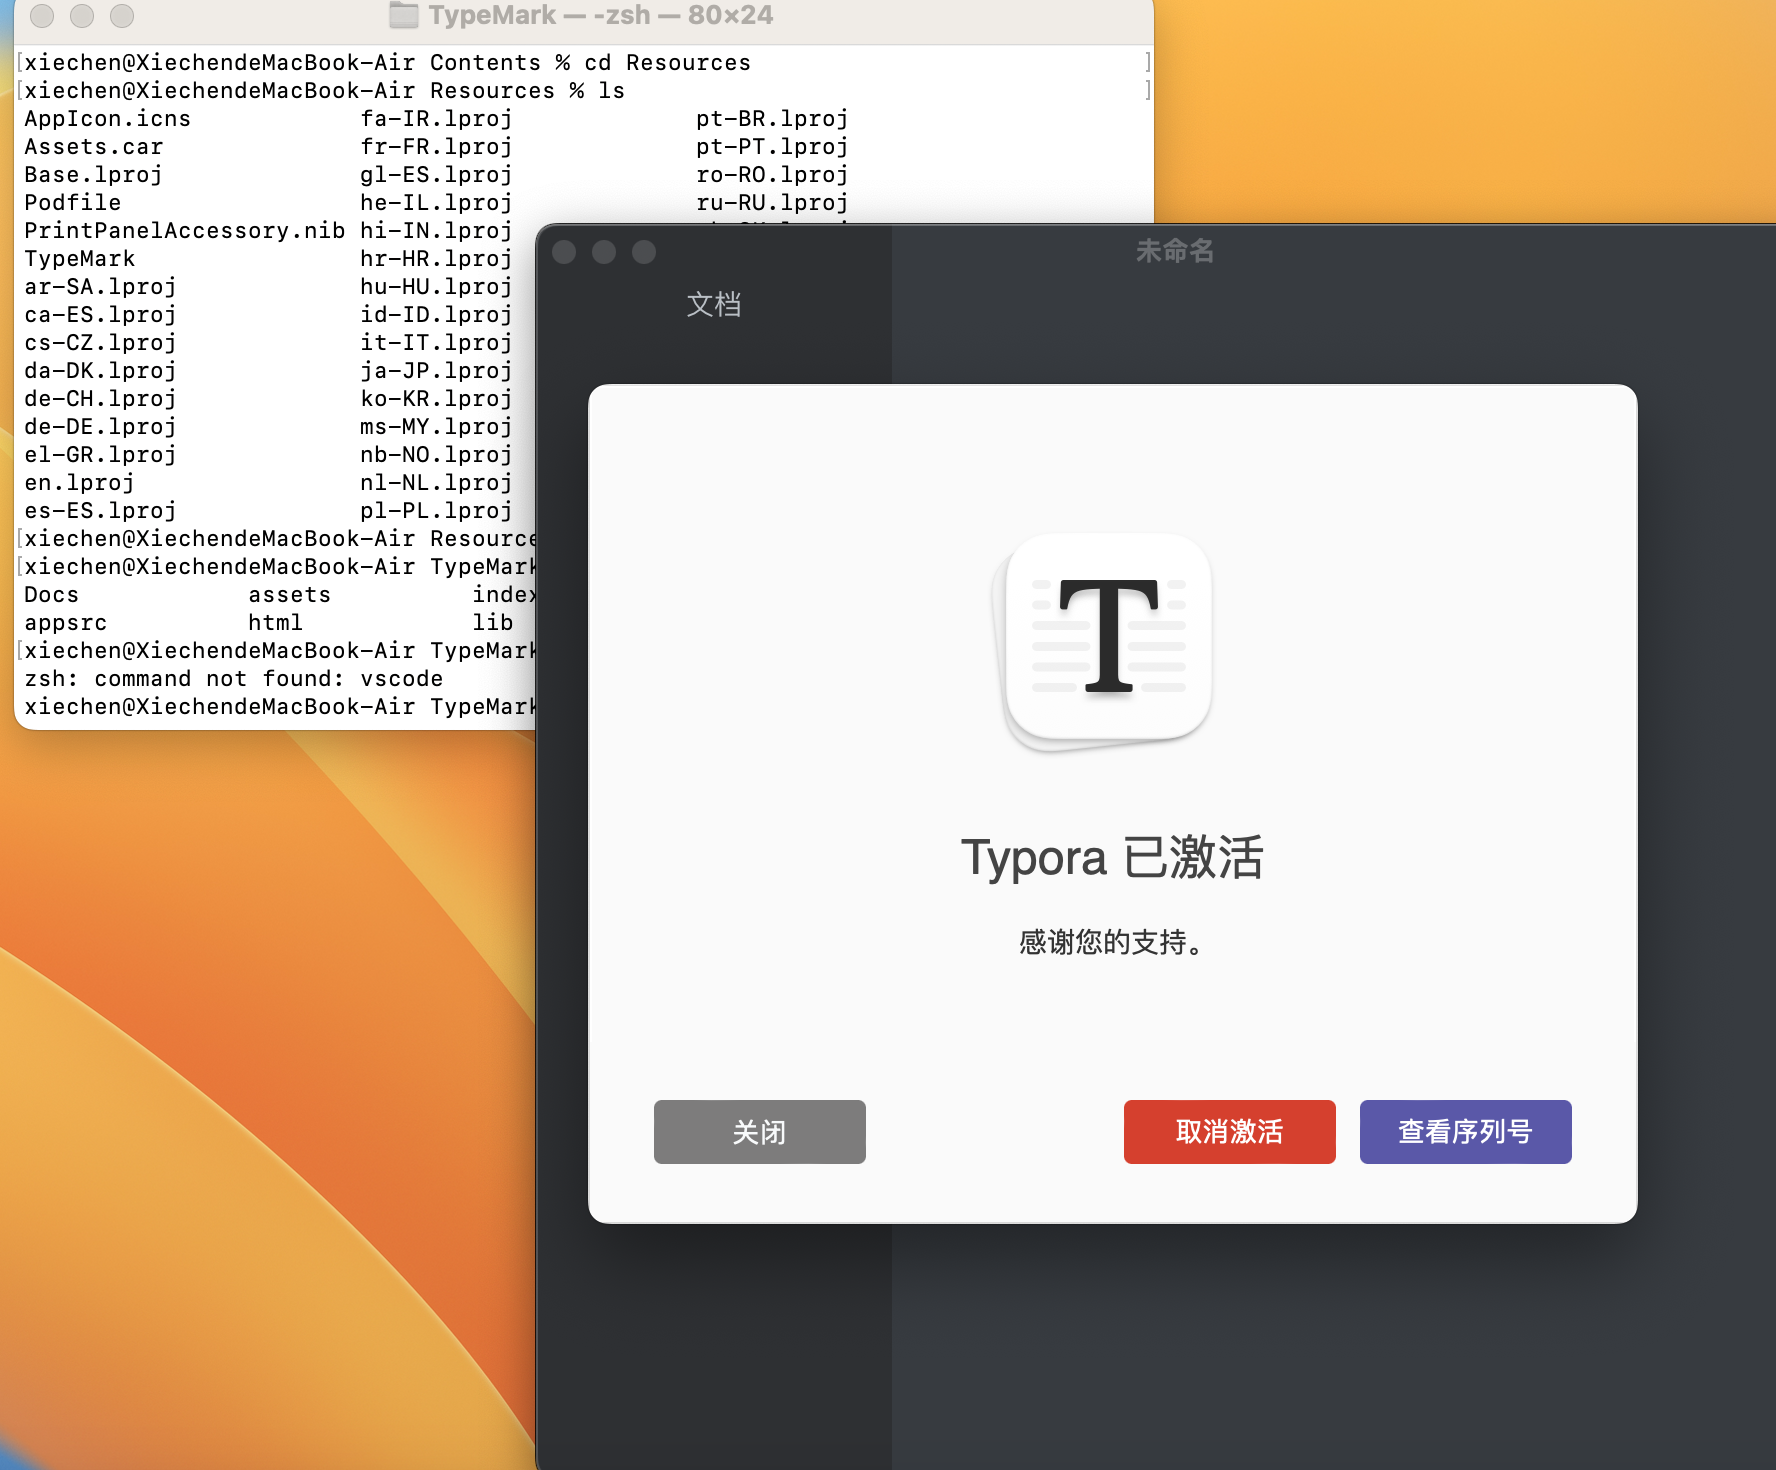 TypeMark — -zsh — 80×24
[xiechen@XiechendeMacBook-Air Contents % cd Resources ]
[xiechen@XiechendeMacBook-Air Resources % ls ]
AppIcon.icns fa-IR.lproj pt-BR.lproj
Assets.car fr-FR.lproj pt-PT.lproj
Base.lproj gl-ES.lproj ro-RO.lproj
Podfile he-IL.lproj ru-RU.lproj
PrintPanelAccessory.nib hi-IN.lproj
TypeMark hr-HR.lproj
ar-SA.lproj hu-HU.lproj
ca-ES.lproj id-ID.lproj
cs-CZ.lproj it-IT.lproj
da-DK.lproj ja-JP.lproj
de-CH.lproj ko-KR.lproj
de-DE.lproj ms-MY.lproj
el-GR.lproj nb-NO.lproj
en.lproj nl-NL.lproj
es-ES.lproj pl-PL.lproj
[xiechen@XiechendeMacBook-Air Resource
[xiechen@XiechendeMacBook-Air TypeMark
Docs assets index
appsrc html lib
[xiechen@XiechendeMacBook-Air TypeMark
zsh: command not found: vscode
xiechen@XiechendeMacBook-Air TypeMark
未命名
文档
T
Typora 已激活
感谢您的支持。
关闭 取消激活 查看序列号